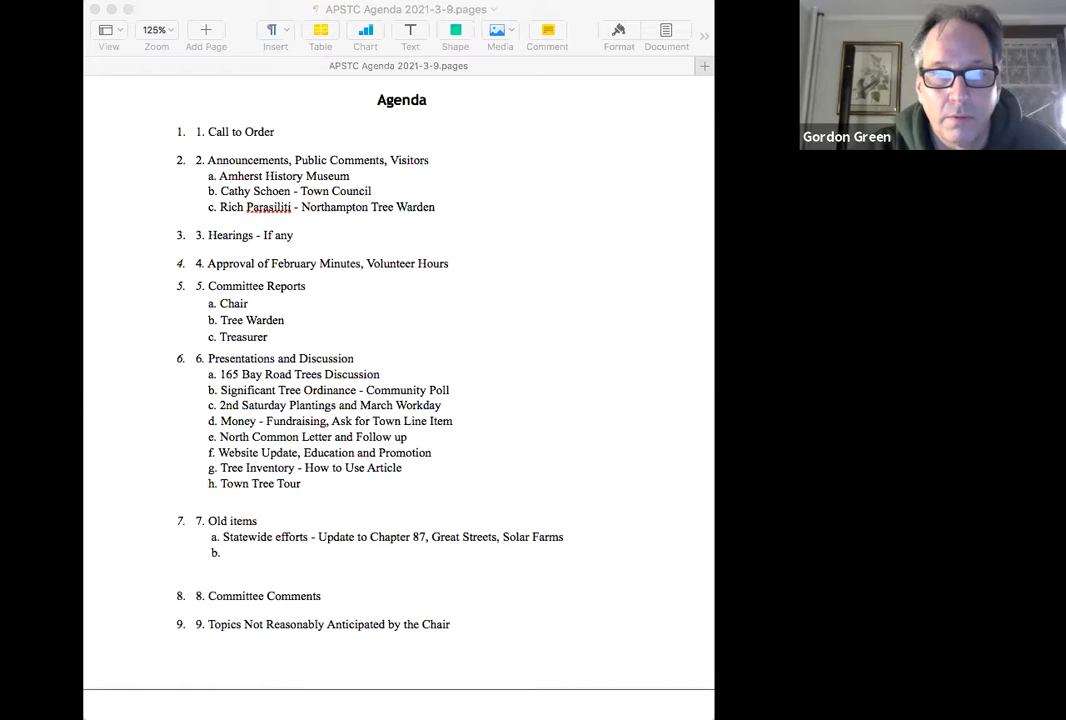 APSTC Agenda 2021-3-9.pages
125%
View Zoom Add Page Insert Table Chart Text Shape Media Comment Format Document
APSTC Agenda 2021-3-9.pages
Gordon Green
Agenda
1. 1. Call to Order
2. 2. Announcements, Public Comments, Visitors
a. Amherst History Museum
b. Cathy Schoen - Town Council
c. Rich Parasiliti - Northampton Tree Warden
3. 3. Hearings - If any
4. 4. Approval of February Minutes, Volunteer Hours
5. 5. Committee Reports
a. Chair
b. Tree Warden
c. Treasurer
6. 6. Presentations and Discussion
a. 165 Bay Road Trees Discussion
b. Significant Tree Ordinance - Community Poll
c. 2nd Saturday Plantings and March Workday
d. Money - Fundraising, Ask for Town Line Item
e. North Common Letter and Follow up
f. Website Update, Education and Promotion
g. Tree Inventory - How to Use Article
h. Town Tree Tour
7. 7. Old items
a. Statewide efforts - Update to Chapter 87, Great Streets, Solar Farms
b.
8. 8. Committee Comments
9. 9. Topics Not Reasonably Anticipated by the Chair